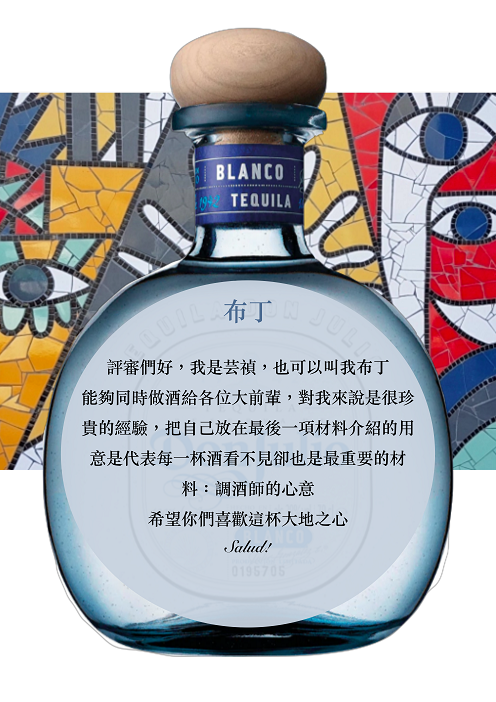 BLANCO
1942 TEQUILA
布丁
評審們好，我是芸禎，也可以叫我布丁
能夠同時做酒給各位大前輩，對我來說是很珍
貴的經驗，把自己放在最後一項材料介紹的用
意是代表每一杯酒看不見卻也是最重要的材
料：調酒師的心意
希望你們喜歡這杯大地之心
Salud!
0195705